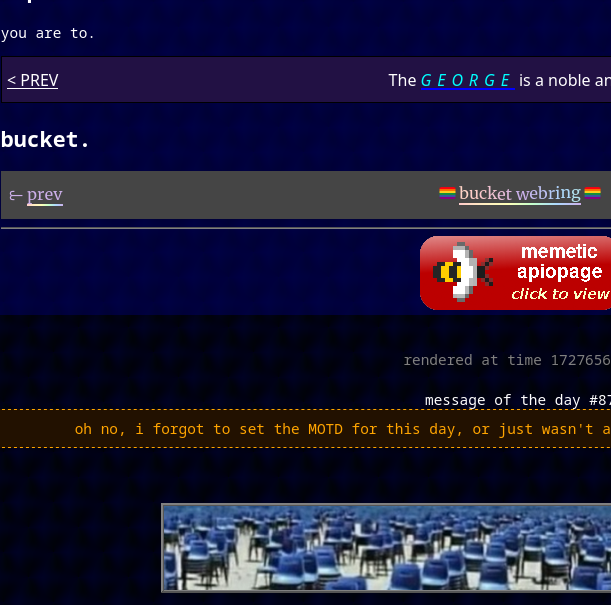 you are to.
< PREV
The GEORGE is a noble an
bucket.
prev
bucket webring
memetic
apiopage
click to view
rendered at time 1727656
message of the day #87
oh no, i forgot to set the MOTD for this day, or just wasn't a